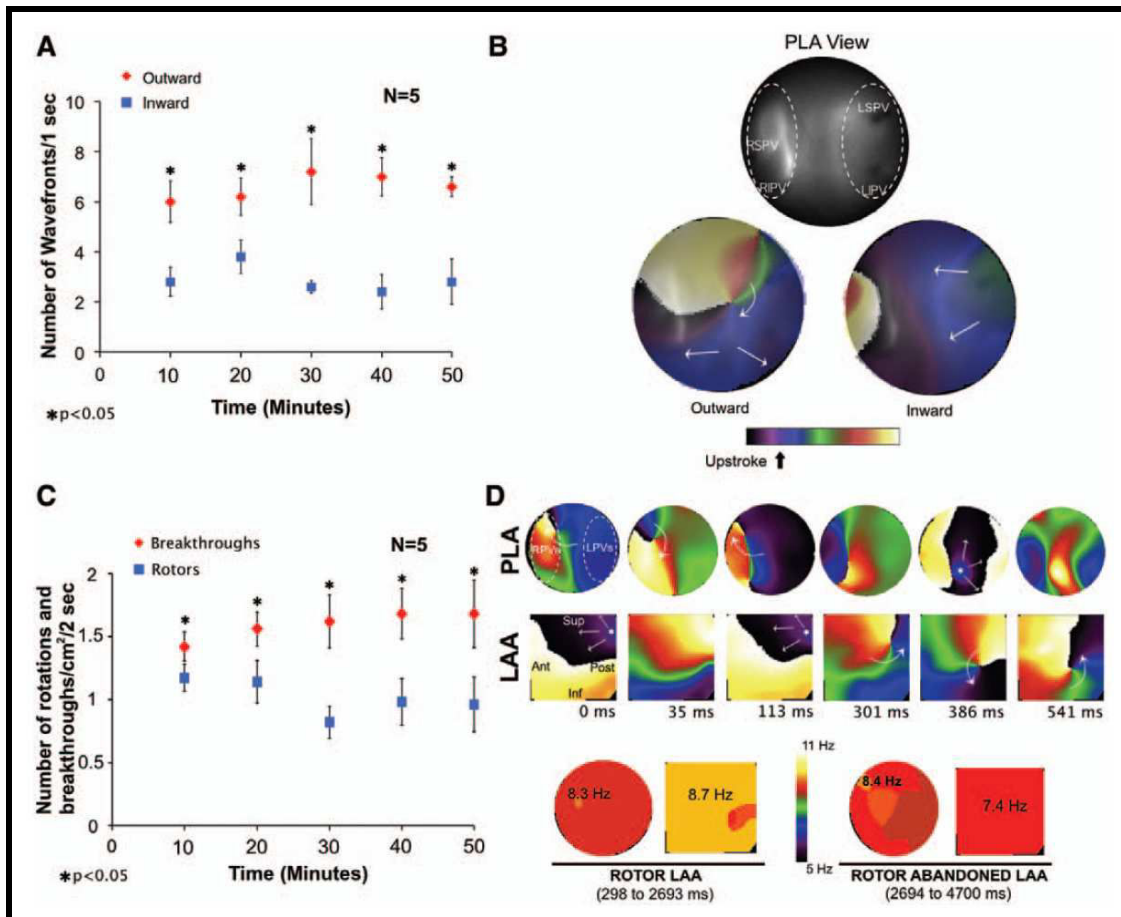 A
Outward
Inward
N=5
10
8
6
4
2
0
* * * * *
0 10 20 30 40 50
Number of Wavefronts/1 sec
Time (Minutes)
*p<0.05
B
PLA View
LSPV
RSPV
RIPV
LIPV
Outward
Inward
Upstroke
C
Breakthroughs
Rotors
N=5
2
1.5
1
0.5
0
* * * * *
0 10 20 30 40 50
Number of rotations and
breakthroughs/cm²/2 sec
Time (Minutes)
*p<0.05
D
PLA
RPVs
LPVs
LAA
Sup
Ant
Post
Inf
0 ms 35 ms 113 ms 301 ms 386 ms 541 ms
8.3 Hz
8.7 Hz
11 Hz
5 Hz
8.4 Hz
7.4 Hz
ROTOR LAA
(298 to 2693 ms)
ROTOR ABANDONED LAA
(2694 to 4700 ms)